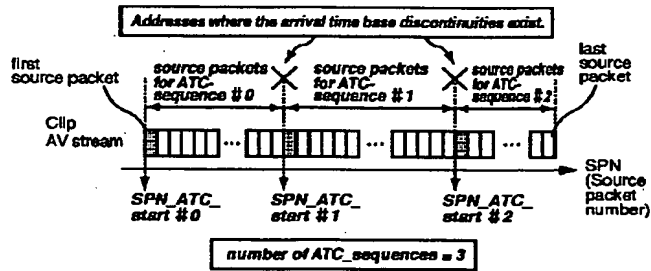 Addresses where the arrival time base discontinuities exist.
first
source packet
source packets
for ATC-
sequence #0
source packets
for ATC-
sequence #1
source packets
for ATC-
sequence #2
last
source
packet
Clip
AV stream
... ... ...
SPN
(Source
packet
number)
SPN_ATC_
start #0
SPN_ATC_
start #1
SPN_ATC_
start #2
number of ATC_sequences = 3